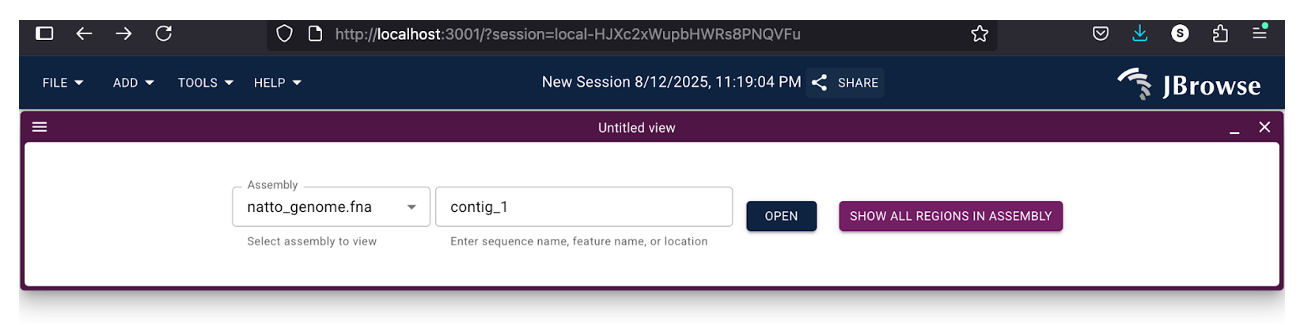 http://localhost:3001/?session=local-HJXc2xWupbHWRs8PNQVFu
S
FILE ADD TOOLS HELP New Session 8/12/2025, 11:19:04 PM SHARE JBrowse
Untitled view
Assembly
natto_genome.fna contig_1 OPEN SHOW ALL REGIONS IN ASSEMBLY
Select assembly to view Enter sequence name, feature name, or location